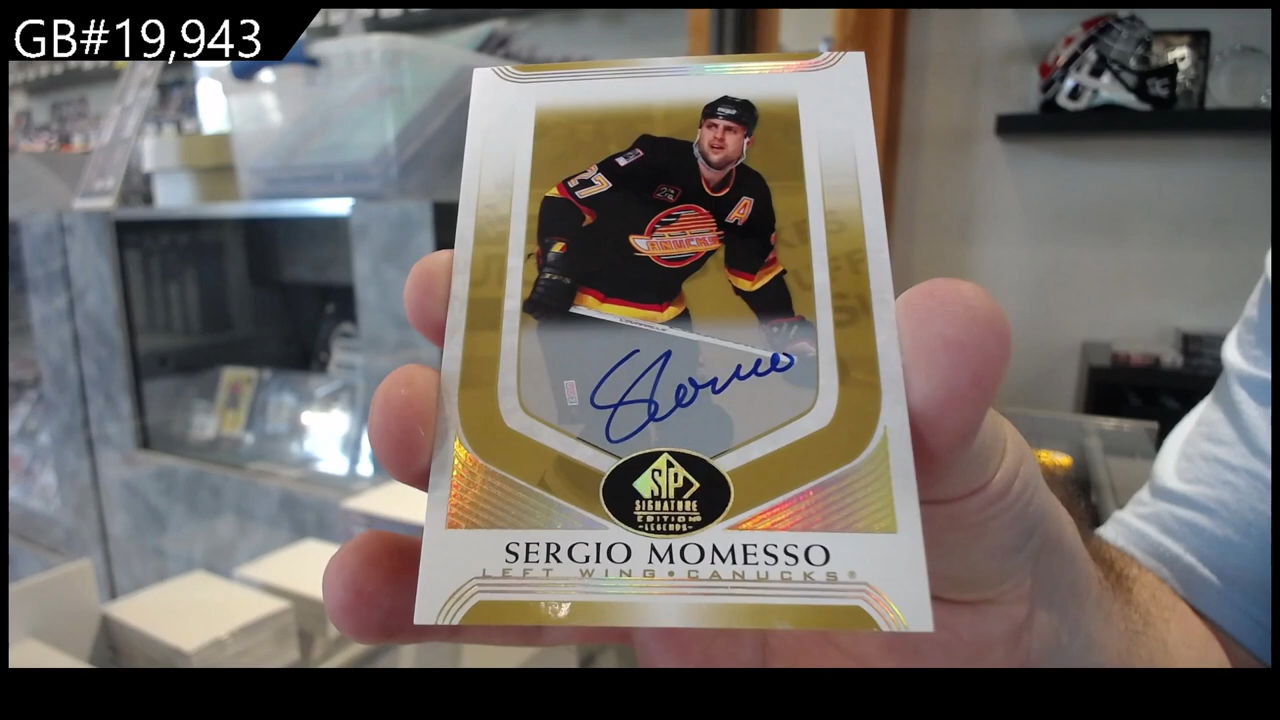 GB#19,943
27
A
CANUCKS
SP
SIGNATURE
EDITION
-LEGENDS-
SERGIO MOMESSO
LEFT WING • CANUCKS®